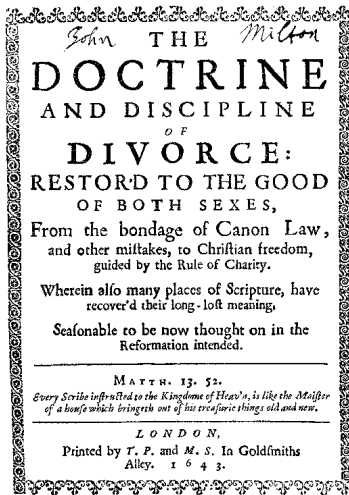 John Milton
THE
DOCTRINE
AND DISCIPLINE
OF
DIVORCE:
RESTOR'D TO THE GOOD
OF BOTH SEXES,
From the bondage of Canon Law,
and other miſtakes, to Chriſtian freedom,
guided by the Rule of Charity.
Wherein alſo many places of Scripture, have
recover'd their long-loſt meaning,
Seaſonable to be now thought on in the
Reformation intended.
MATTH. 13. 52.
Every Scribe inſtructed to the Kingdome of Heav'n, is like the Maiſter
of a houſe which bringeth out of his treaſurie things old and new.
LONDON,
Printed by T. P. and M. S. In Goldſmiths
Alley. 1643.